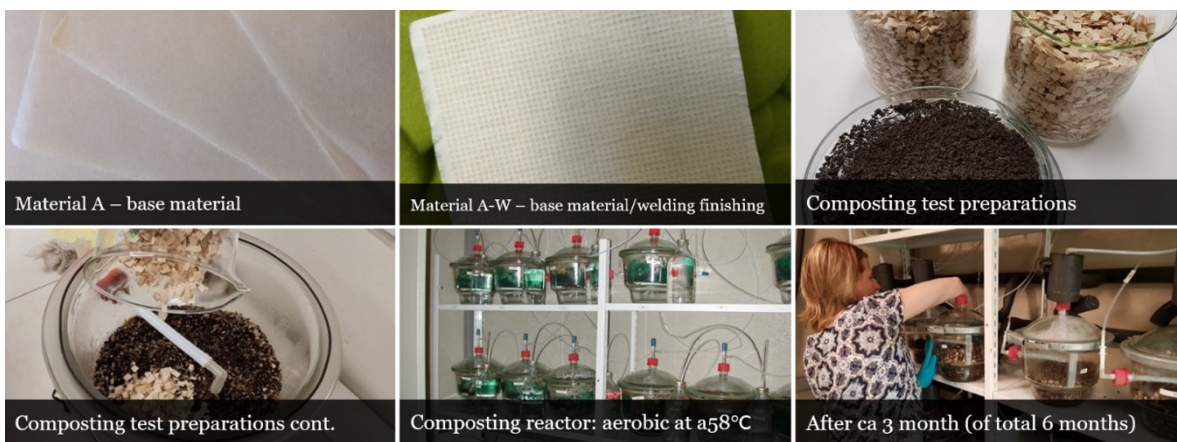 Material A – base material
Material A-W – base material/welding finishing
Composting test preparations
Composting test preparations cont.
Composting reactor: aerobic at a58℃
After ca 3 month (of total 6 months)